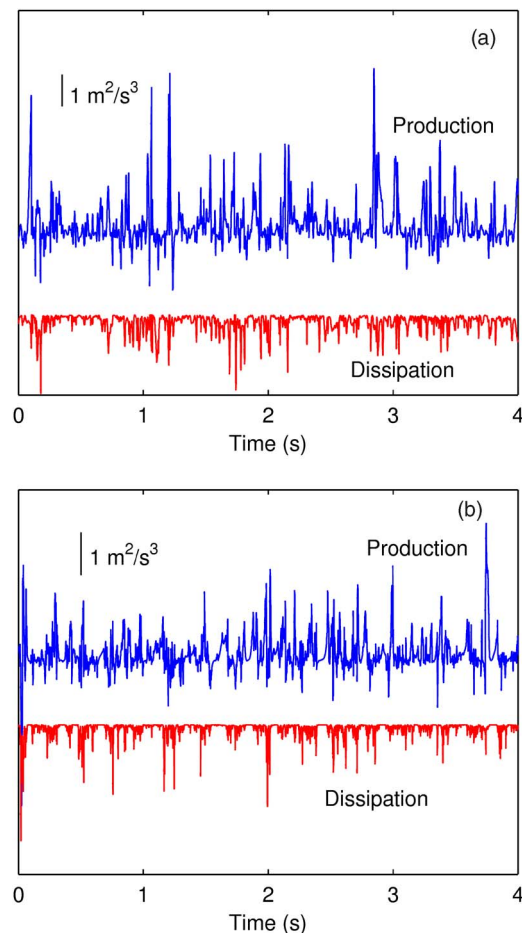 (a)
1 m²/s³
Production
Dissipation
0 1 2 3 4
Time (s)
(b)
Production
1 m²/s³
Dissipation
0 1 2 3 4
Time (s)